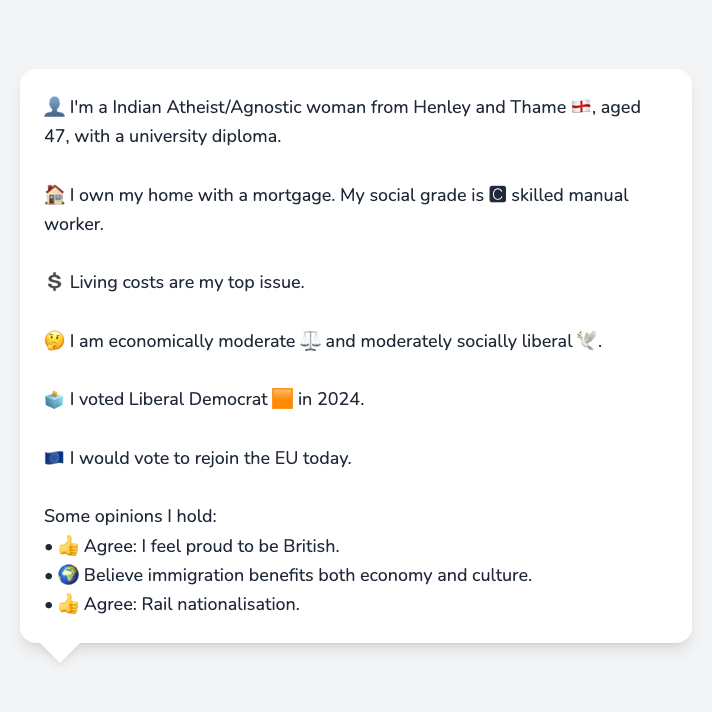 👤 I'm a Indian Atheist/Agnostic woman from Henley and Thame 🏴󠁧󠁢󠁥󠁮󠁧󠁿, aged
47, with a university diploma.
🏠 I own my home with a mortgage. My social grade is 🅲 skilled manual
worker.
💲 Living costs are my top issue.
🤔 I am economically moderate ⚖️ and moderately socially liberal 🕊️.
🗳️ I voted Liberal Democrat 🟧 in 2024.
🇪🇺 I would vote to rejoin the EU today.
Some opinions I hold:
• 👍 Agree: I feel proud to be British.
• 🌍 Believe immigration benefits both economy and culture.
• 👍 Agree: Rail nationalisation.